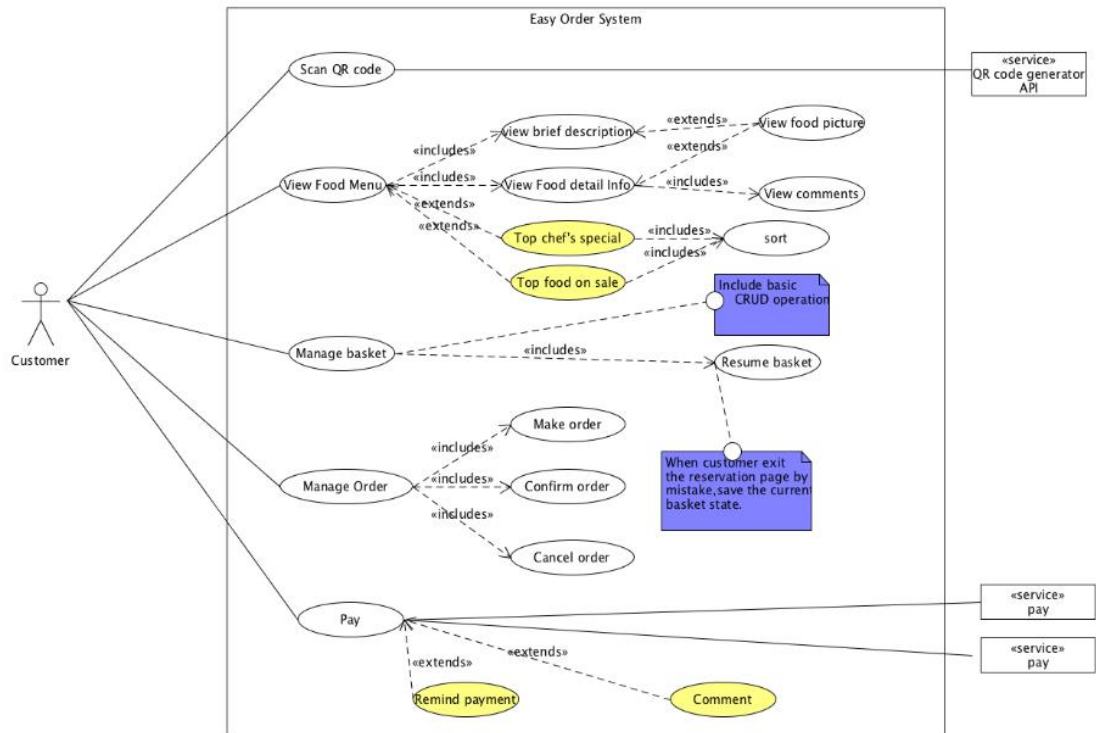 Easy Order System
Scan QR code
«service»
QR code generator
API
view brief description
«extends»
View food picture
«includes»
«extends»
View Food Menu
«includes»
View Food detail Info
«includes»
View comments
«extends»
«extends»
Top chef's special
«includes»
sort
«includes»
Top food on sale
Include basic
CRUD operation
Customer
Manage basket
«includes»
Resume basket
Make order
«includes»
When customer exit
the reservation page by
mistake,save the current
basket state.
Manage Order
«includes»
Confirm order
«includes»
Cancel order
«service»
pay
Pay
«service»
pay
«extends»
«extends»
Remind payment
Comment